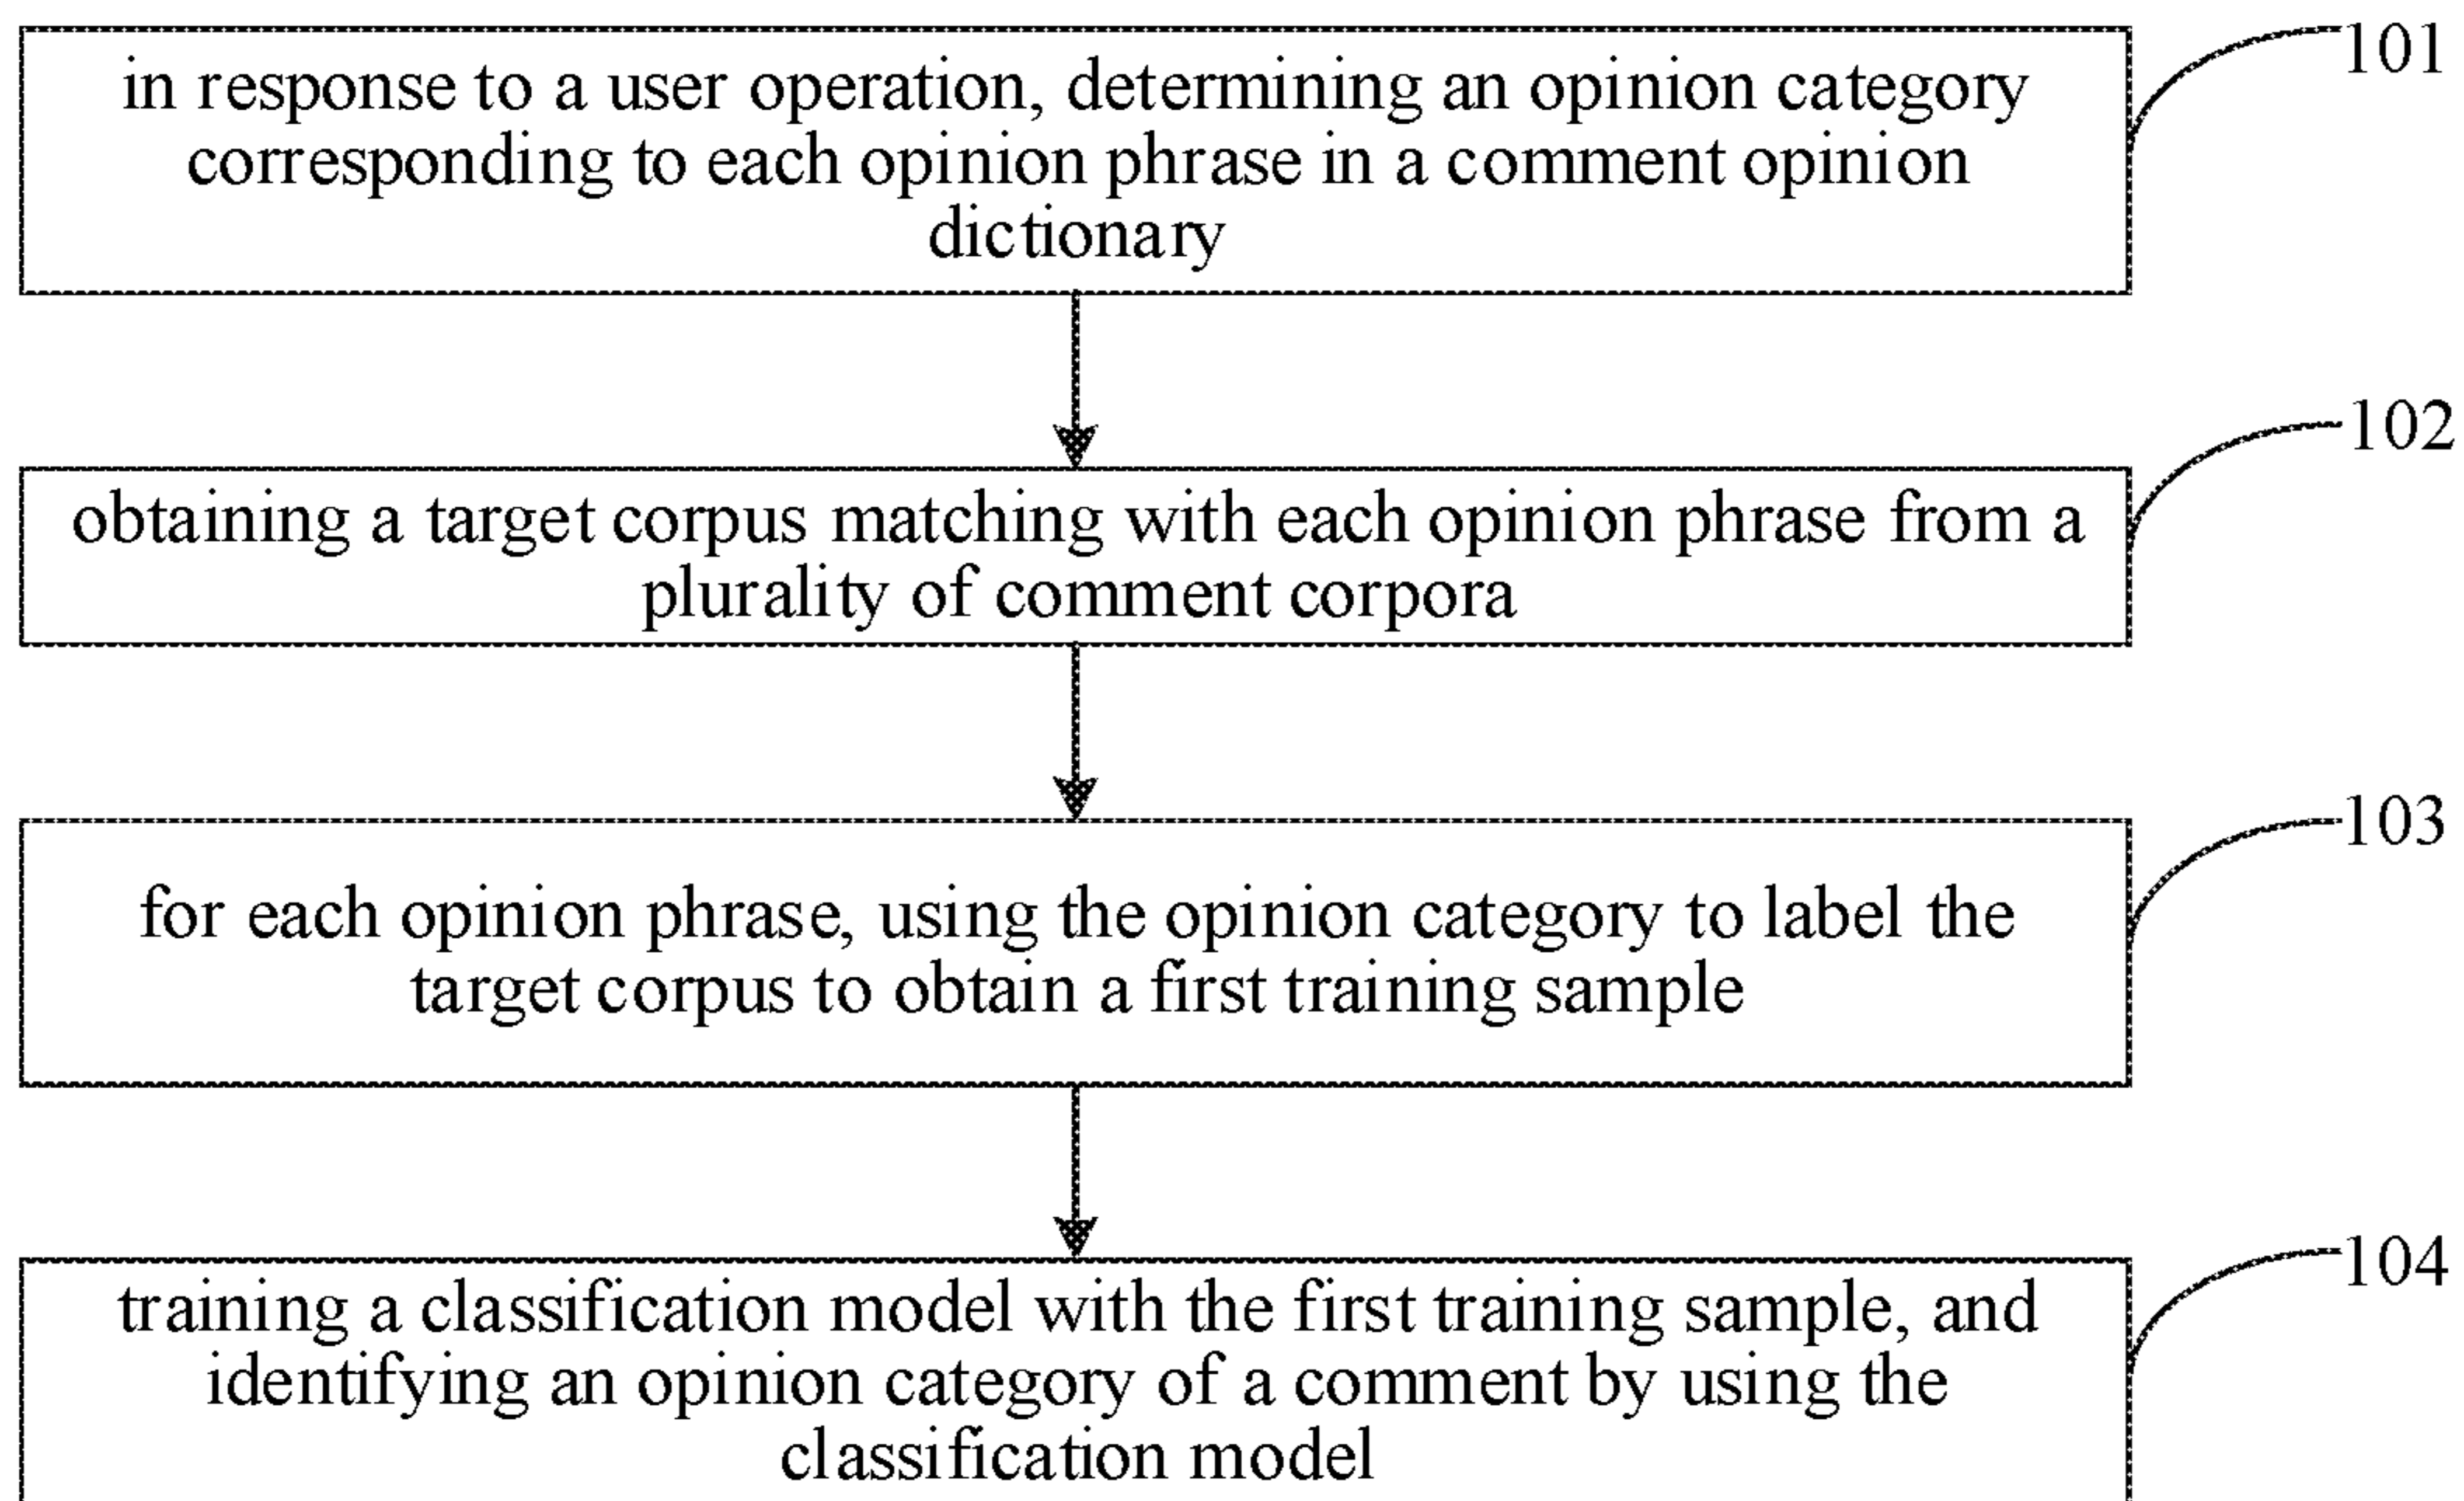 101
in response to a user operation, determining an opinion category
corresponding to each opinion phrase in a comment opinion
dictionary
102
obtaining a target corpus matching with each opinion phrase from a
plurality of comment corpora
103
for each opinion phrase, using the opinion category to label the
target corpus to obtain a first training sample
104
training a classification model with the first training sample, and
identifying an opinion category of a comment by using the
classification model